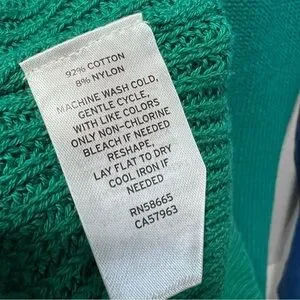 92% COTTON
8% NYLON
MACHINE WASH COLD,
GENTLE CYCLE,
WITH LIKE COLORS
ONLY NON-CHLORINE
BLEACH IF NEEDED
RESHAPE,
LAY FLAT TO DRY
COOL IRON IF
NEEDED
RN58665
CA57963